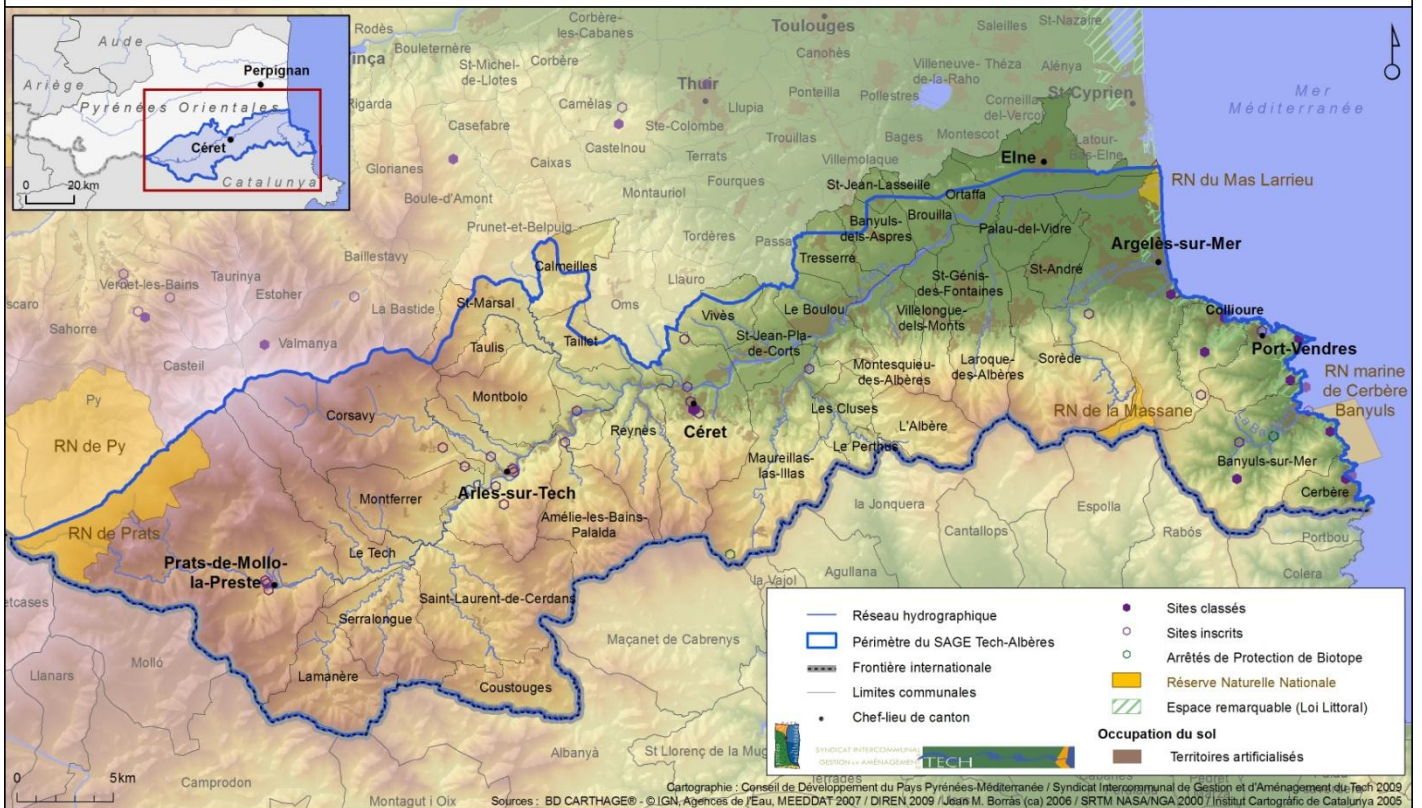 Aude
Ariège
Perpignan
Pyrénées Orientales
Céret
Catalunya
0 20 km
Rodès
Corbère-
les-Cabanes
Toulouges
Saleilles
St-Nazaire
Bouleternère
Vinça
St-Michel-
de-Llotes
Corbère
Canohès
Villeneuve-
de-la-Raho
Théza
Alénya
Mer
Méditerranée
Rigarda
Camélas
Thuir
Llupia
Ponteilla
Pollestres
Corneilla
del-Vercol
St-Cyprien
Casefabre
Ste-Colombe
Castelnou
Trouillas
Bages
Montescot
Latour-
Bas-Elne
Glorianes
Caixas
Terrats
Villemolaque
Elne
Fourques
St-Jean-Lasseille
RN du Mas Larrieu
Boule-d'Amont
Montauriol
Ortaffa
Banyuls-
dels-Aspres
Brouilla
Prunet-et-Belpuig
Tordères
Passa
Palau-del-Vidre
Argelès-sur-Mer
Tresserre
Taurinya
Baillestavy
Calmeilles
Llauro
St-André
Vernet-les-Bains
Estoher
St-Génis-
des-Fontaines
La Bastide
St-Marsal
Oms
Le Boulou
Collioure
Sahorre
Vivès
Villelongue-
dels-Monts
Valmanya
Taulis
Taillet
St-Jean-Pla-
de-Corts
Port-Vendres
Casteil
Montesquieu-
des-Albères
Laroque-
des-Albères
Sorède
RN marine
de Cerbère
Banyuls
Py
Montbolo
Corsavy
Les Cluses
RN de la Massane
RN de Py
Reynès
Céret
L'Albère
Maureillas-
las-Illas
Le Perthus
Banyuls-sur-Mer
Arles-sur-Tech
Montferrer
Cerbère
la Jonquera
Espolla
Amélie-les-Bains-
Palalda
Cantallops
Rabós
RN de Prats
Portbou
Le Tech
Prats-de-Mollo-
la-Preste
Agullana
Colera
la Vajol
Saint-Laurent-de-Cerdans
Serralongue
Maçanet de Cabrenys
Molló
Llanars
Lamanère
Coustouges
Albanyà
Camprodon
Montagut i Oix
0 5km
Réseau hydrographique
Périmètre du SAGE Tech-Albères
Frontière internationale
Limites communales
Chef-lieu de canton
Sites classés
Sites inscrits
Arrêtés de Protection de Biotope
Réserve Naturelle Nationale
Espace remarquable (Loi Littoral)
Occupation du sol
Territoires artificialisés
SYNDICAT INTERCOMMUNAL
TECH
Cartographie : Conseil de Développement du Pays Pyrénées-Méditerranée / Syndicat Intercommunal de Gestion et d'Aménagement du Tech 2009
Sources : BD CARTHAGE® - © IGN, Agences de l'Eau, MEEDDAT 2007 / DIREN 2009 / Joan M. Borràs (ca) 2006 / SRTM NASA/NGA 2000 / Institut Cartogràfic de Catalunya 2005